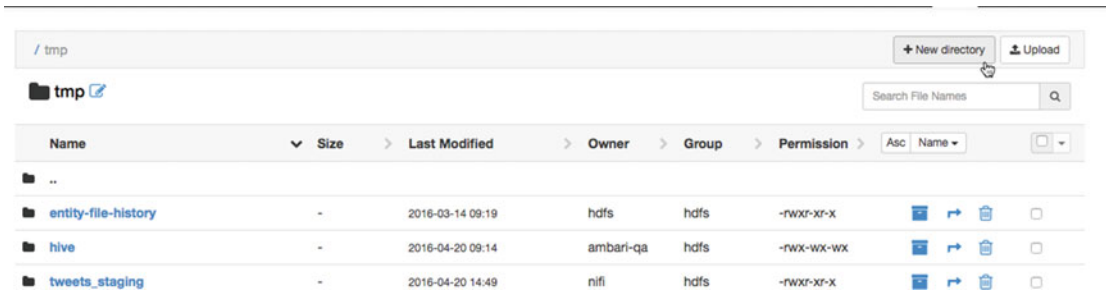 / tmp
+ New directory
Upload
tmp
Search File Names
Name Size Last Modified Owner Group Permission Asc Name
..
entity-file-history - 2016-03-14 09:19 hdfs hdfs -rwxr-xr-x
hive - 2016-04-20 09:14 ambari-qa hdfs -rwx-wx-wx
tweets_staging - 2016-04-20 14:49 nifi hdfs -rwxr-xr-x